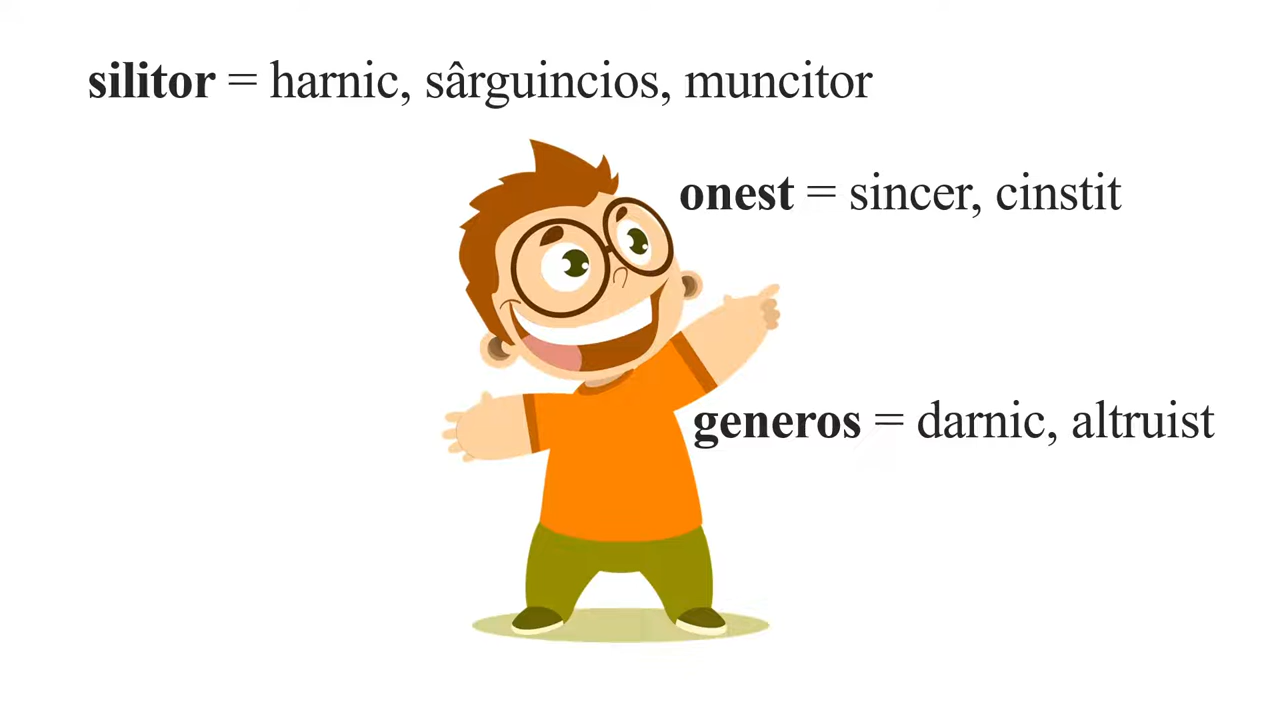 silitor = harnic, sârguincios, muncitor
onest = sincer, cinstit
generos = darnic, altruist